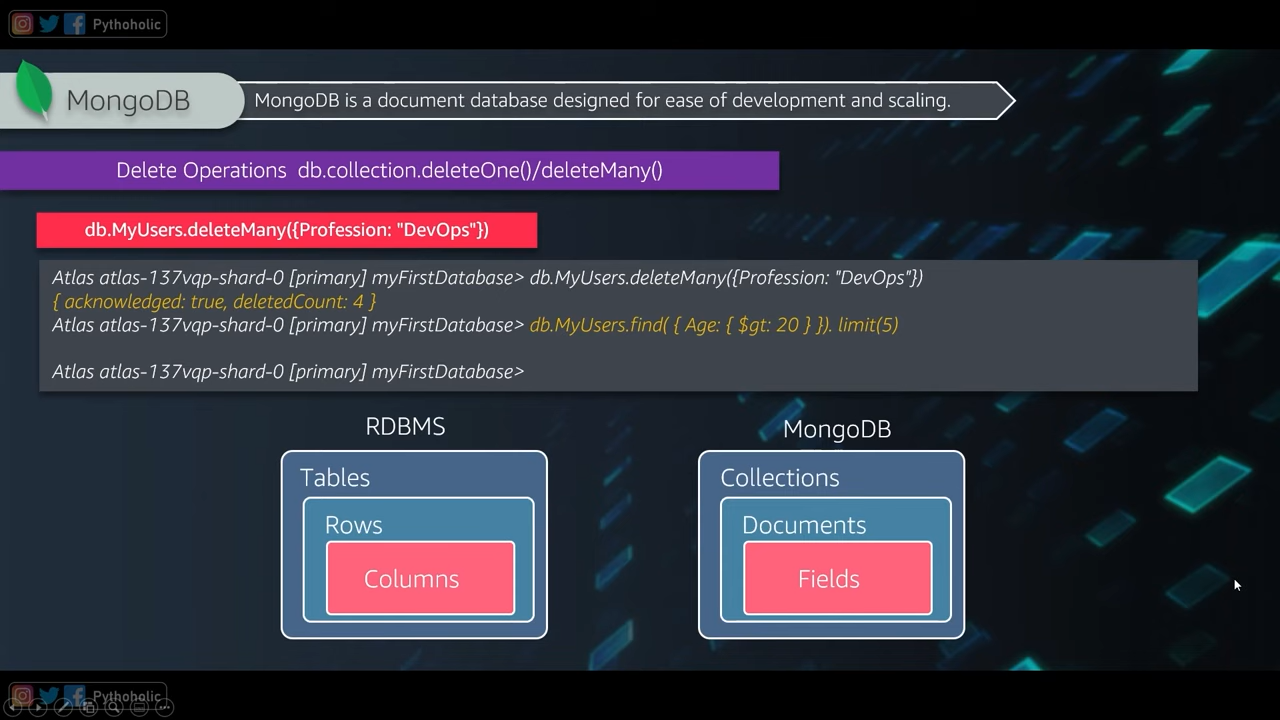 Pythoholic
MongoDB
MongoDB is a document database designed for ease of development and scaling.
Delete Operations db.collection.deleteOne()/deleteMany()
db.MyUsers.deleteMany({Profession: "DevOps"})
Atlas atlas-137vqp-shard-0 [primary] myFirstDatabase> db.MyUsers.deleteMany({Profession: "DevOps"})
{ acknowledged: true, deletedCount: 4 }
Atlas atlas-137vqp-shard-0 [primary] myFirstDatabase> db.MyUsers.find( { Age: { $gt: 20 } }). limit(5)
Atlas atlas-137vqp-shard-0 [primary] myFirstDatabase>
RDBMS
Tables
Rows
Columns
MongoDB
Collections
Documents
Fields
Pythoholic